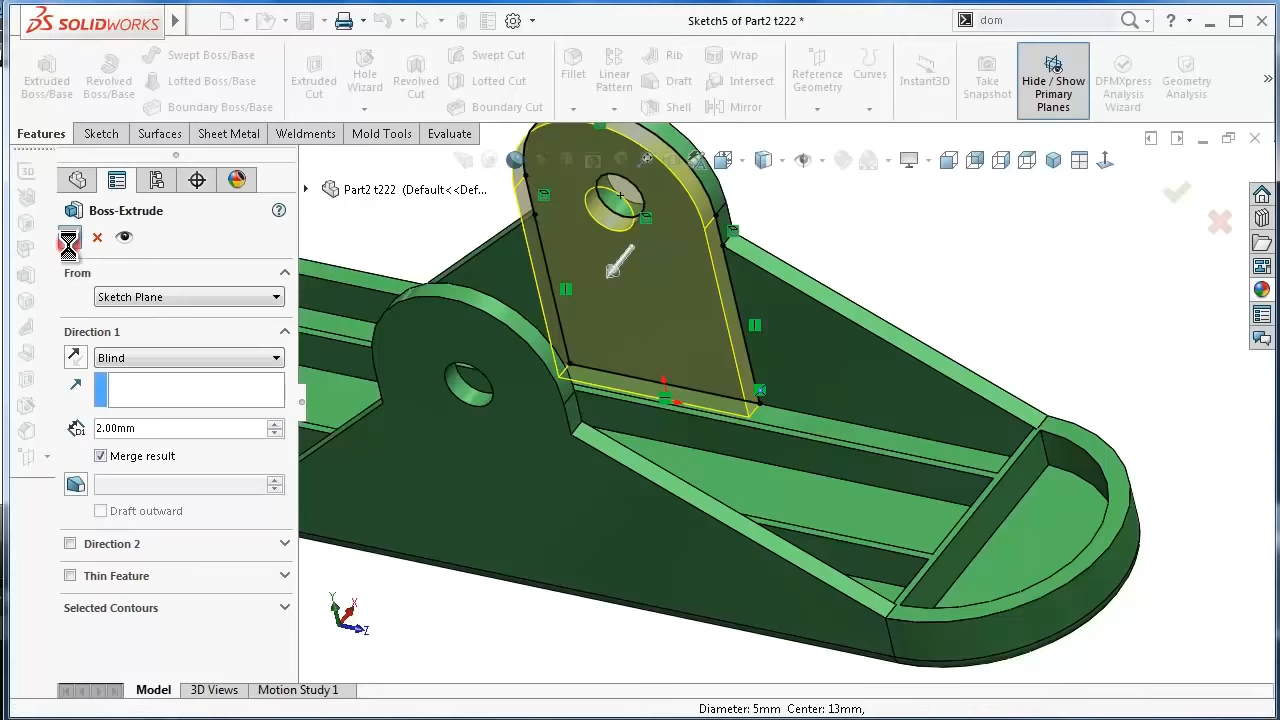 SOLIDWORKS
Sketch5 of Part2 t222 *
dom
Extruded Boss/Base
Revolved Boss/Base
Swept Boss/Base
Lofted Boss/Base
Boundary Boss/Base
Extruded Cut
Hole Wizard
Revolved Cut
Swept Cut
Lofted Cut
Boundary Cut
Fillet
Linear Pattern
Rib
Draft
Shell
Wrap
Intersect
Mirror
Reference Geometry
Curves
Instant3D
Take Snapshot
Hide / Show Primary Planes
DFMXpress Analysis Wizard
Geometry Analysis
Features
Sketch
Surfaces
Sheet Metal
Weldments
Mold Tools
Evaluate
3D
Part2 t222 (Default<<Def...
Boss-Extrude
From
Sketch Plane
Direction 1
Blind
D1
2.00mm
Merge result
Draft outward
Direction 2
Thin Feature
Selected Contours
Y
X
Z
Model
3D Views
Motion Study 1
Diameter: 5mm Center: 13mm,